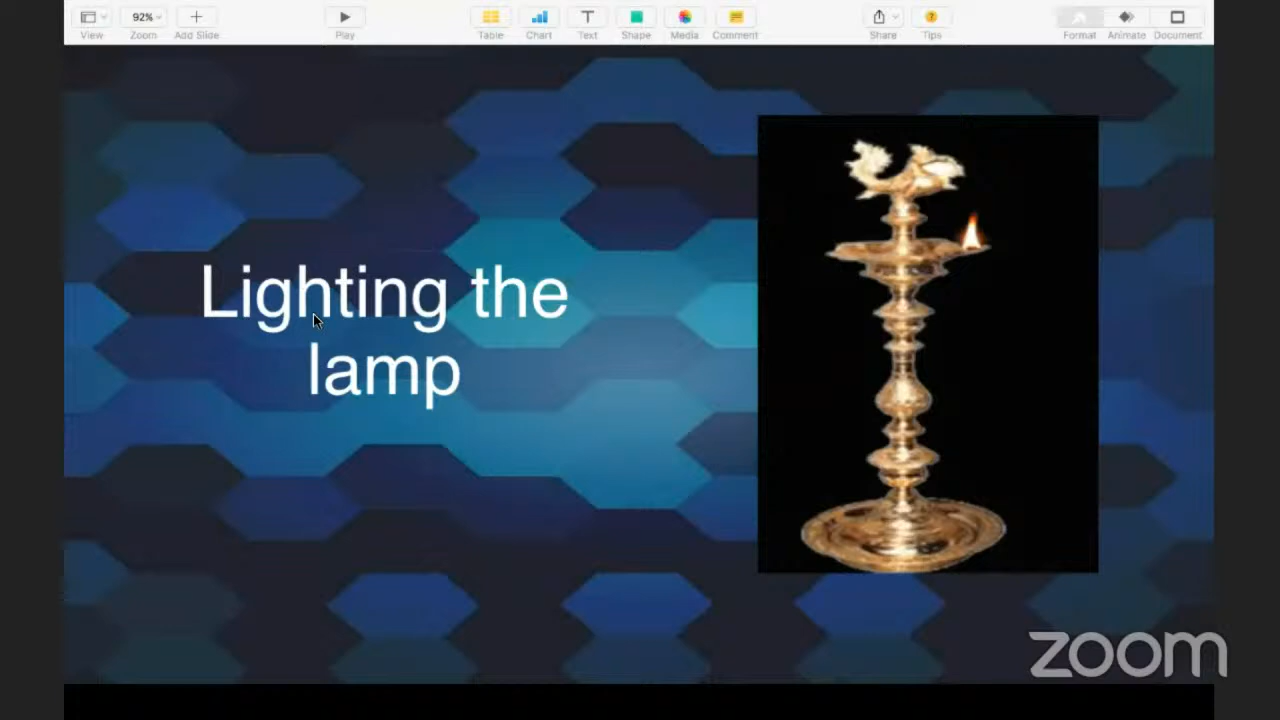 92%
View
Zoom
Add Slide
Play
Table
Chart
Text
Shape
Media
Comment
Share
Tips
Format
Animate
Document
Lighting the
lamp
zoom